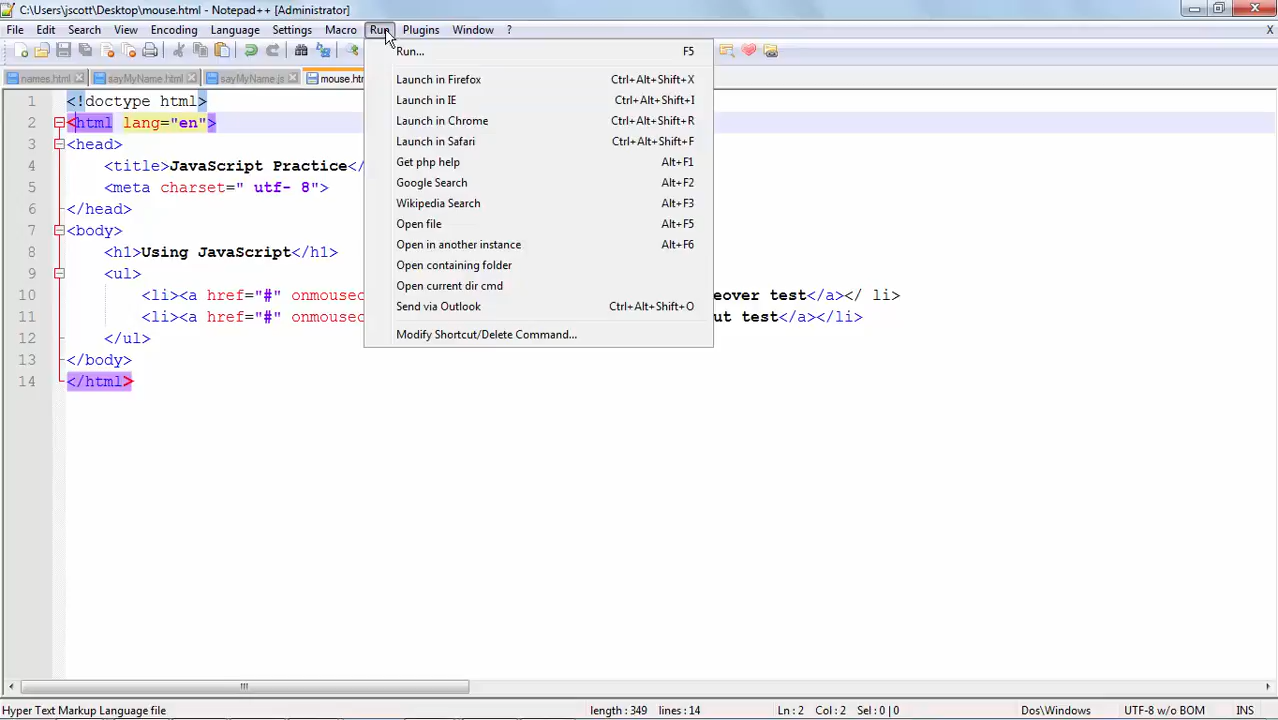 C:\Users\jscott\Desktop\mouse.html - Notepad++ [Administrator]
File Edit Search View Encoding Language Settings Macro Run Plugins Window ? X
names.html sayMyName.html sayMyName.js mouse.htm
Run... F5
Launch in Firefox Ctrl+Alt+Shift+X
Launch in IE Ctrl+Alt+Shift+I
Launch in Chrome Ctrl+Alt+Shift+R
Launch in Safari Ctrl+Alt+Shift+F
Get php help Alt+F1
Google Search Alt+F2
Wikipedia Search Alt+F3
Open file Alt+F5
Open in another instance Alt+F6
Open containing folder
Open current dir cmd
Send via Outlook Ctrl+Alt+Shift+O
Modify Shortcut/Delete Command...
1 <!doctype html>
2 <html lang="en">
3 <head>
4 <title>JavaScript Practice</
5 <meta charset=" utf- 8">
6 </head>
7 <body>
8 <h1>Using JavaScript</h1>
9 <ul>
10 <li><a href="#" onmouseo eover test</a></ li>
11 <li><a href="#" onmouseo ut test</a></li>
12 </ul>
13 </body>
14 </html>
Hyper Text Markup Language file length : 349 lines : 14 Ln : 2 Col : 2 Sel : 0 | 0 Dos\Windows UTF-8 w/o BOM INS